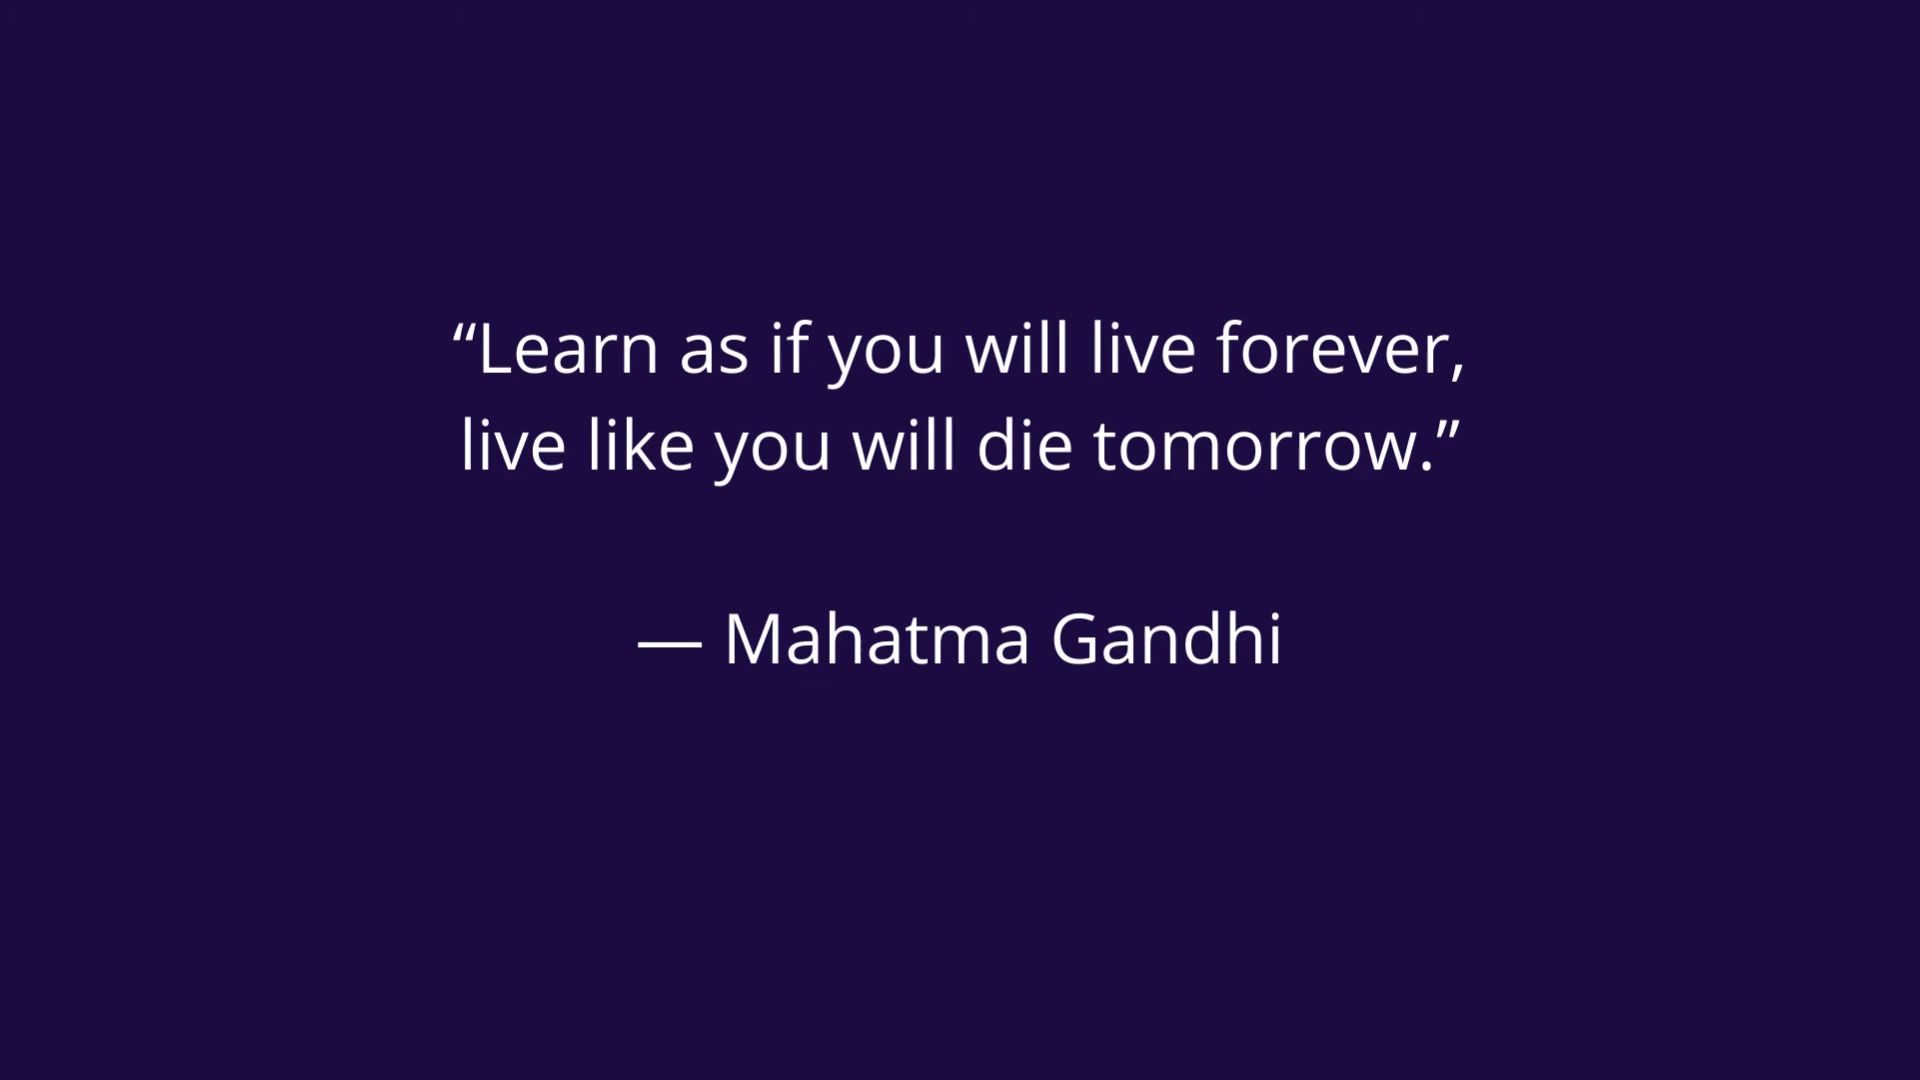 “Learn as if you will live forever,
live like you will die tomorrow.”
— Mahatma Gandhi